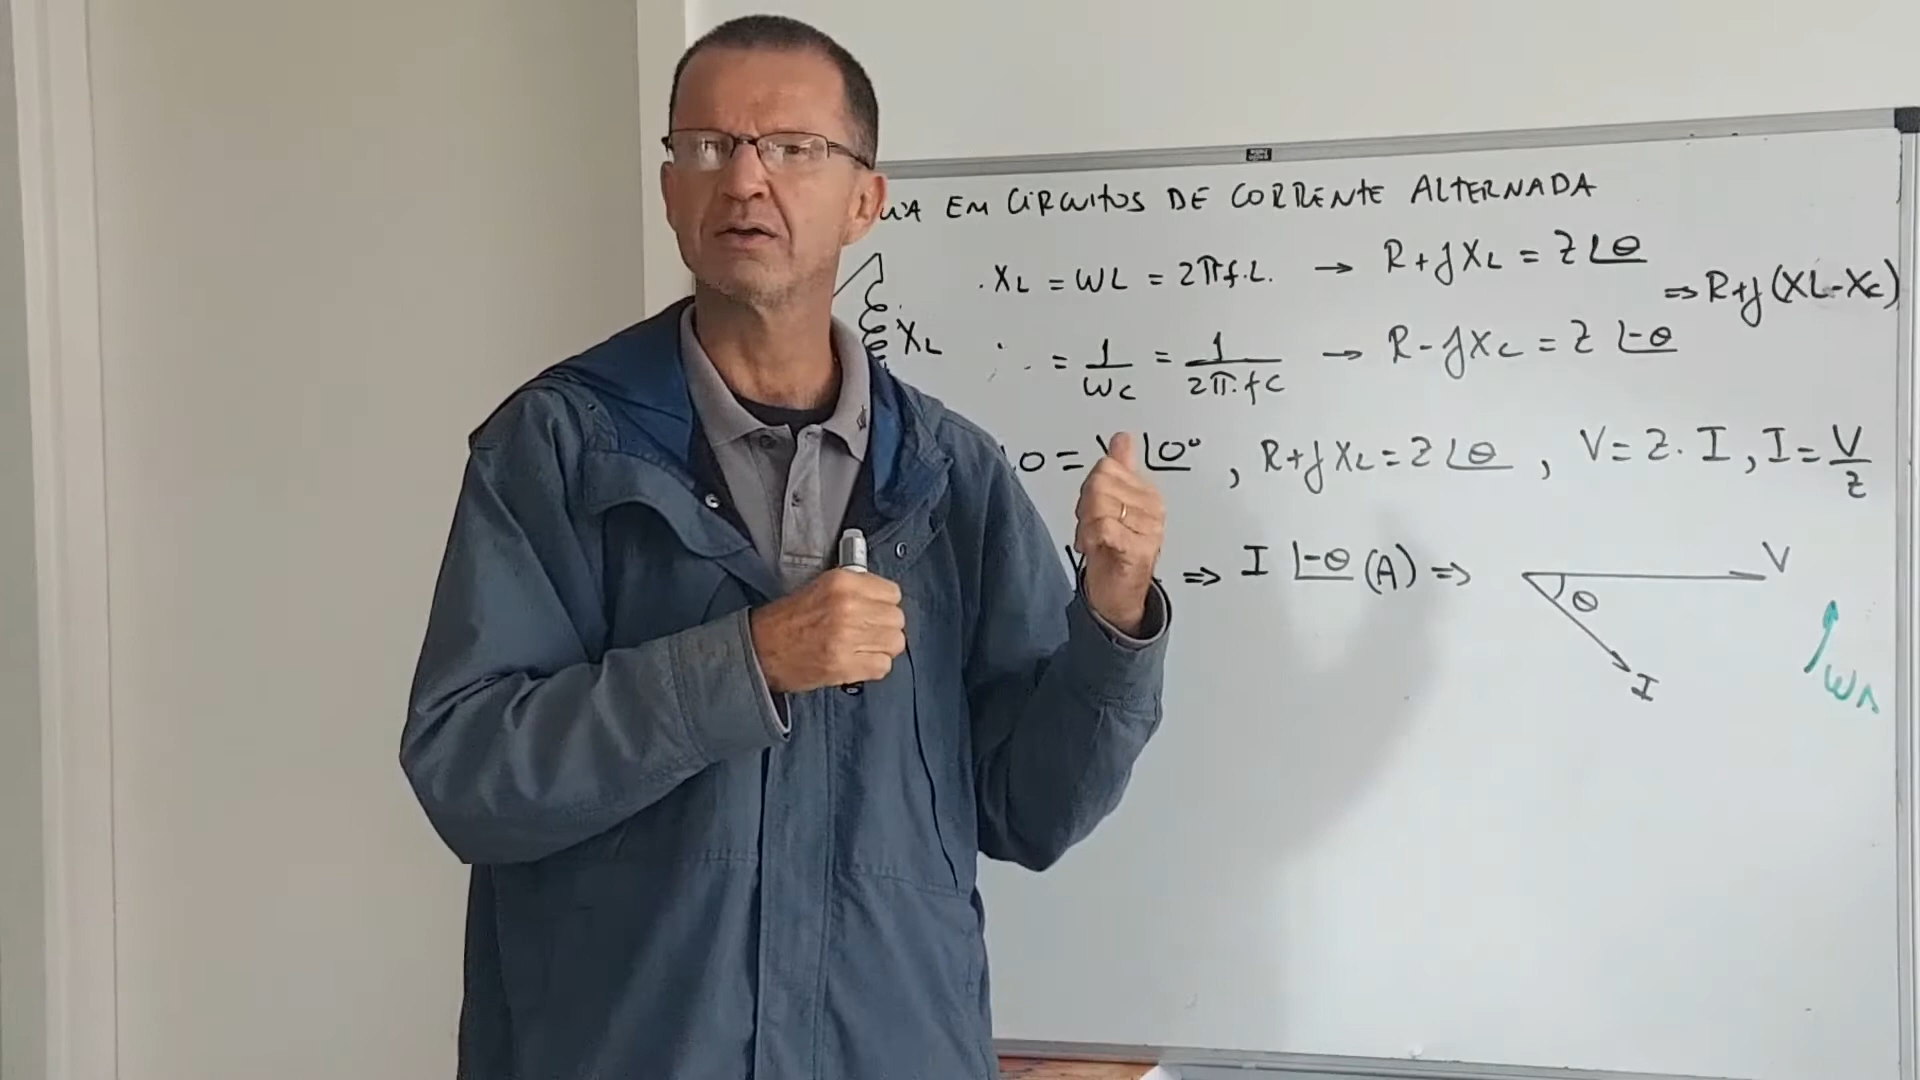 EM CIRCUITOS DE CORRENTE ALTERNADA
XL = WL = 2πf.L. → R+jXL = Z∠θ
⇒ R+j(XL-Xc)
XL
= 1/WC = 1/2π.fC → R-jXC = Z∠-θ
0 = V∠0°, R+jXL = Z∠θ, V = Z.I, I = V/Z
⇒ I∠-θ (A) ⇒
V
θ
I